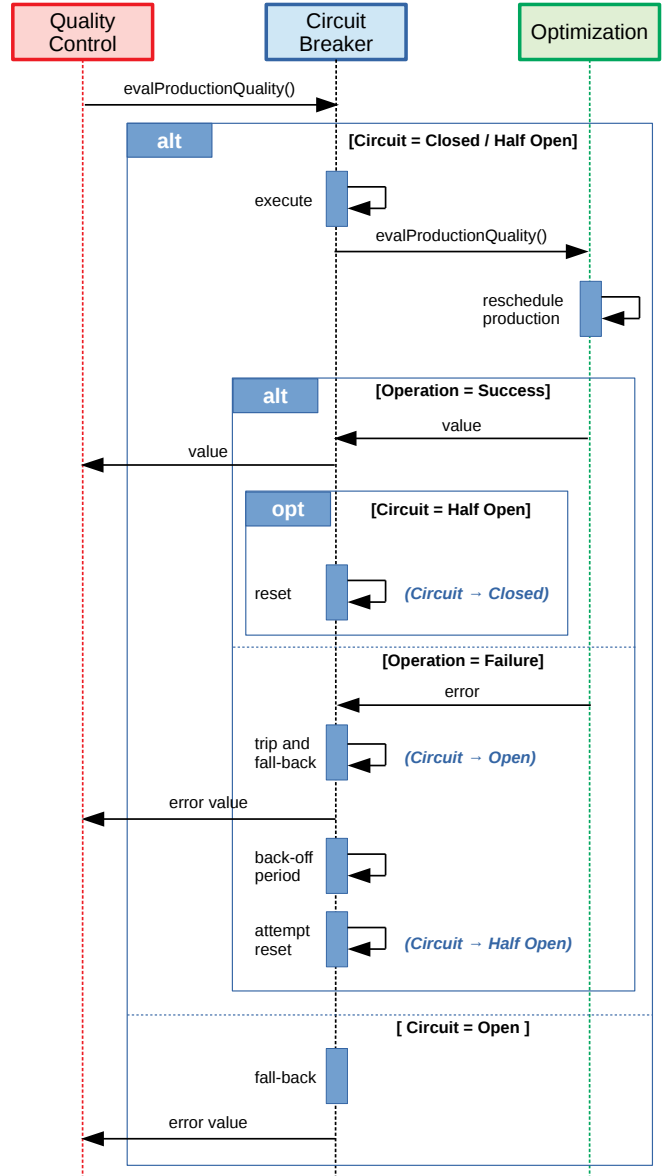 Quality
Control
Circuit
Breaker
Optimization
evalProductionQuality()
alt
[Circuit = Closed / Half Open]
execute
evalProductionQuality()
reschedule
production
alt
[Operation = Success]
value
value
opt
[Circuit = Half Open]
reset
(Circuit → Closed)
[Operation = Failure]
error
trip and
fall-back
(Circuit → Open)
error value
back-off
period
attempt
reset
(Circuit → Half Open)
[ Circuit = Open ]
fall-back
error value